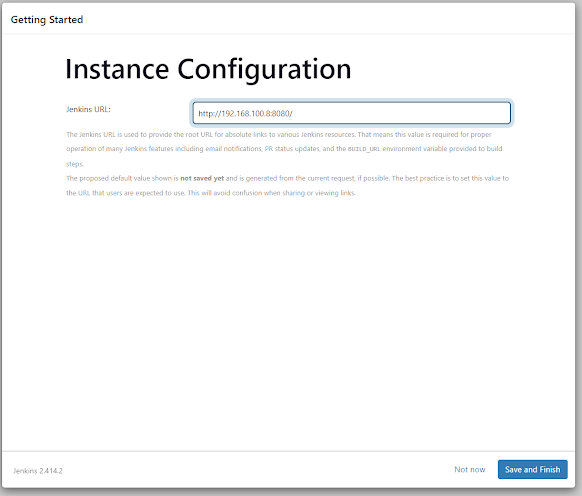 Getting Started
Instance Configuration
Jenkins URL:
http://192.168.100.8:8080/
The Jenkins URL is used to provide the root URL for absolute links to various Jenkins resources. That means this value is required for proper
operation of many Jenkins features including email notifications, PR status updates, and the BUILD_URL environment variable provided to build
steps.
The proposed default value shown is not saved yet and is generated from the current request, if possible. The best practice is to set this value to
the URL that users are expected to use. This will avoid confusion when sharing or viewing links.
Jenkins 2.414.2
Not now
Save and Finish